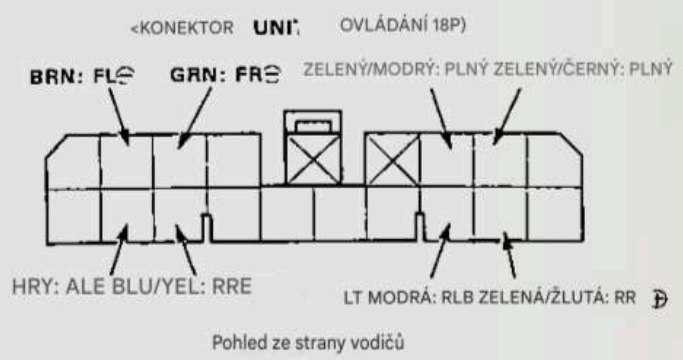 <KONEKTOR UNIT OVLÁDÁNÍ 18P)
BRN: FL⊖ GRN: FR⊖ ZELENÝ/MODRÝ: PLNÝ ZELENÝ/ČERNÝ: PLNÝ
HRY: ALE BLU/YEL: RRE
LT MODRÁ: RLB ZELENÁ/ŽLUTÁ: RR
Pohled ze strany vodičů